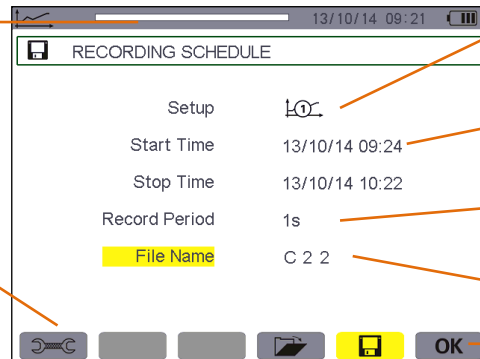 13/10/14 09:21
RECORDING SCHEDULE
Setup 1
Start Time 13/10/14 09:24
Stop Time 13/10/14 10:22
Record Period 1s
File Name C 2 2
OK